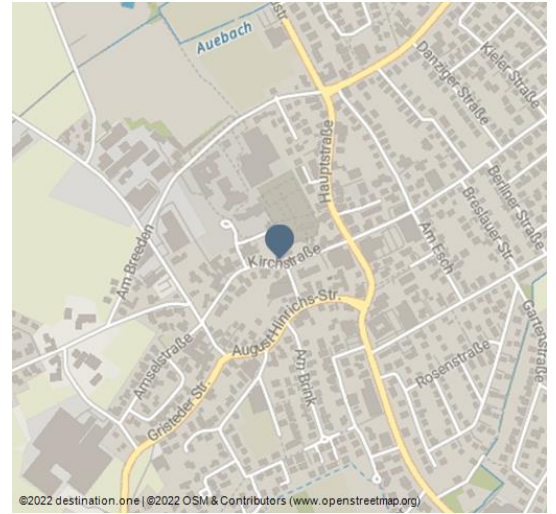 Auebach
Danziger Straße
Kieler Straße
Hauptstraße
Berliner Straße
Breslauer Str.
Am Esch
Kirchstraße
Am Breeden
August-Hinrichs-Str.
Gartenstraße
Amselstraße
Am Brink
Rosenstraße
Gristeder Str.
©2022 destination.one | ©2022 OSM & Contributors (www.openstreetmap.org)